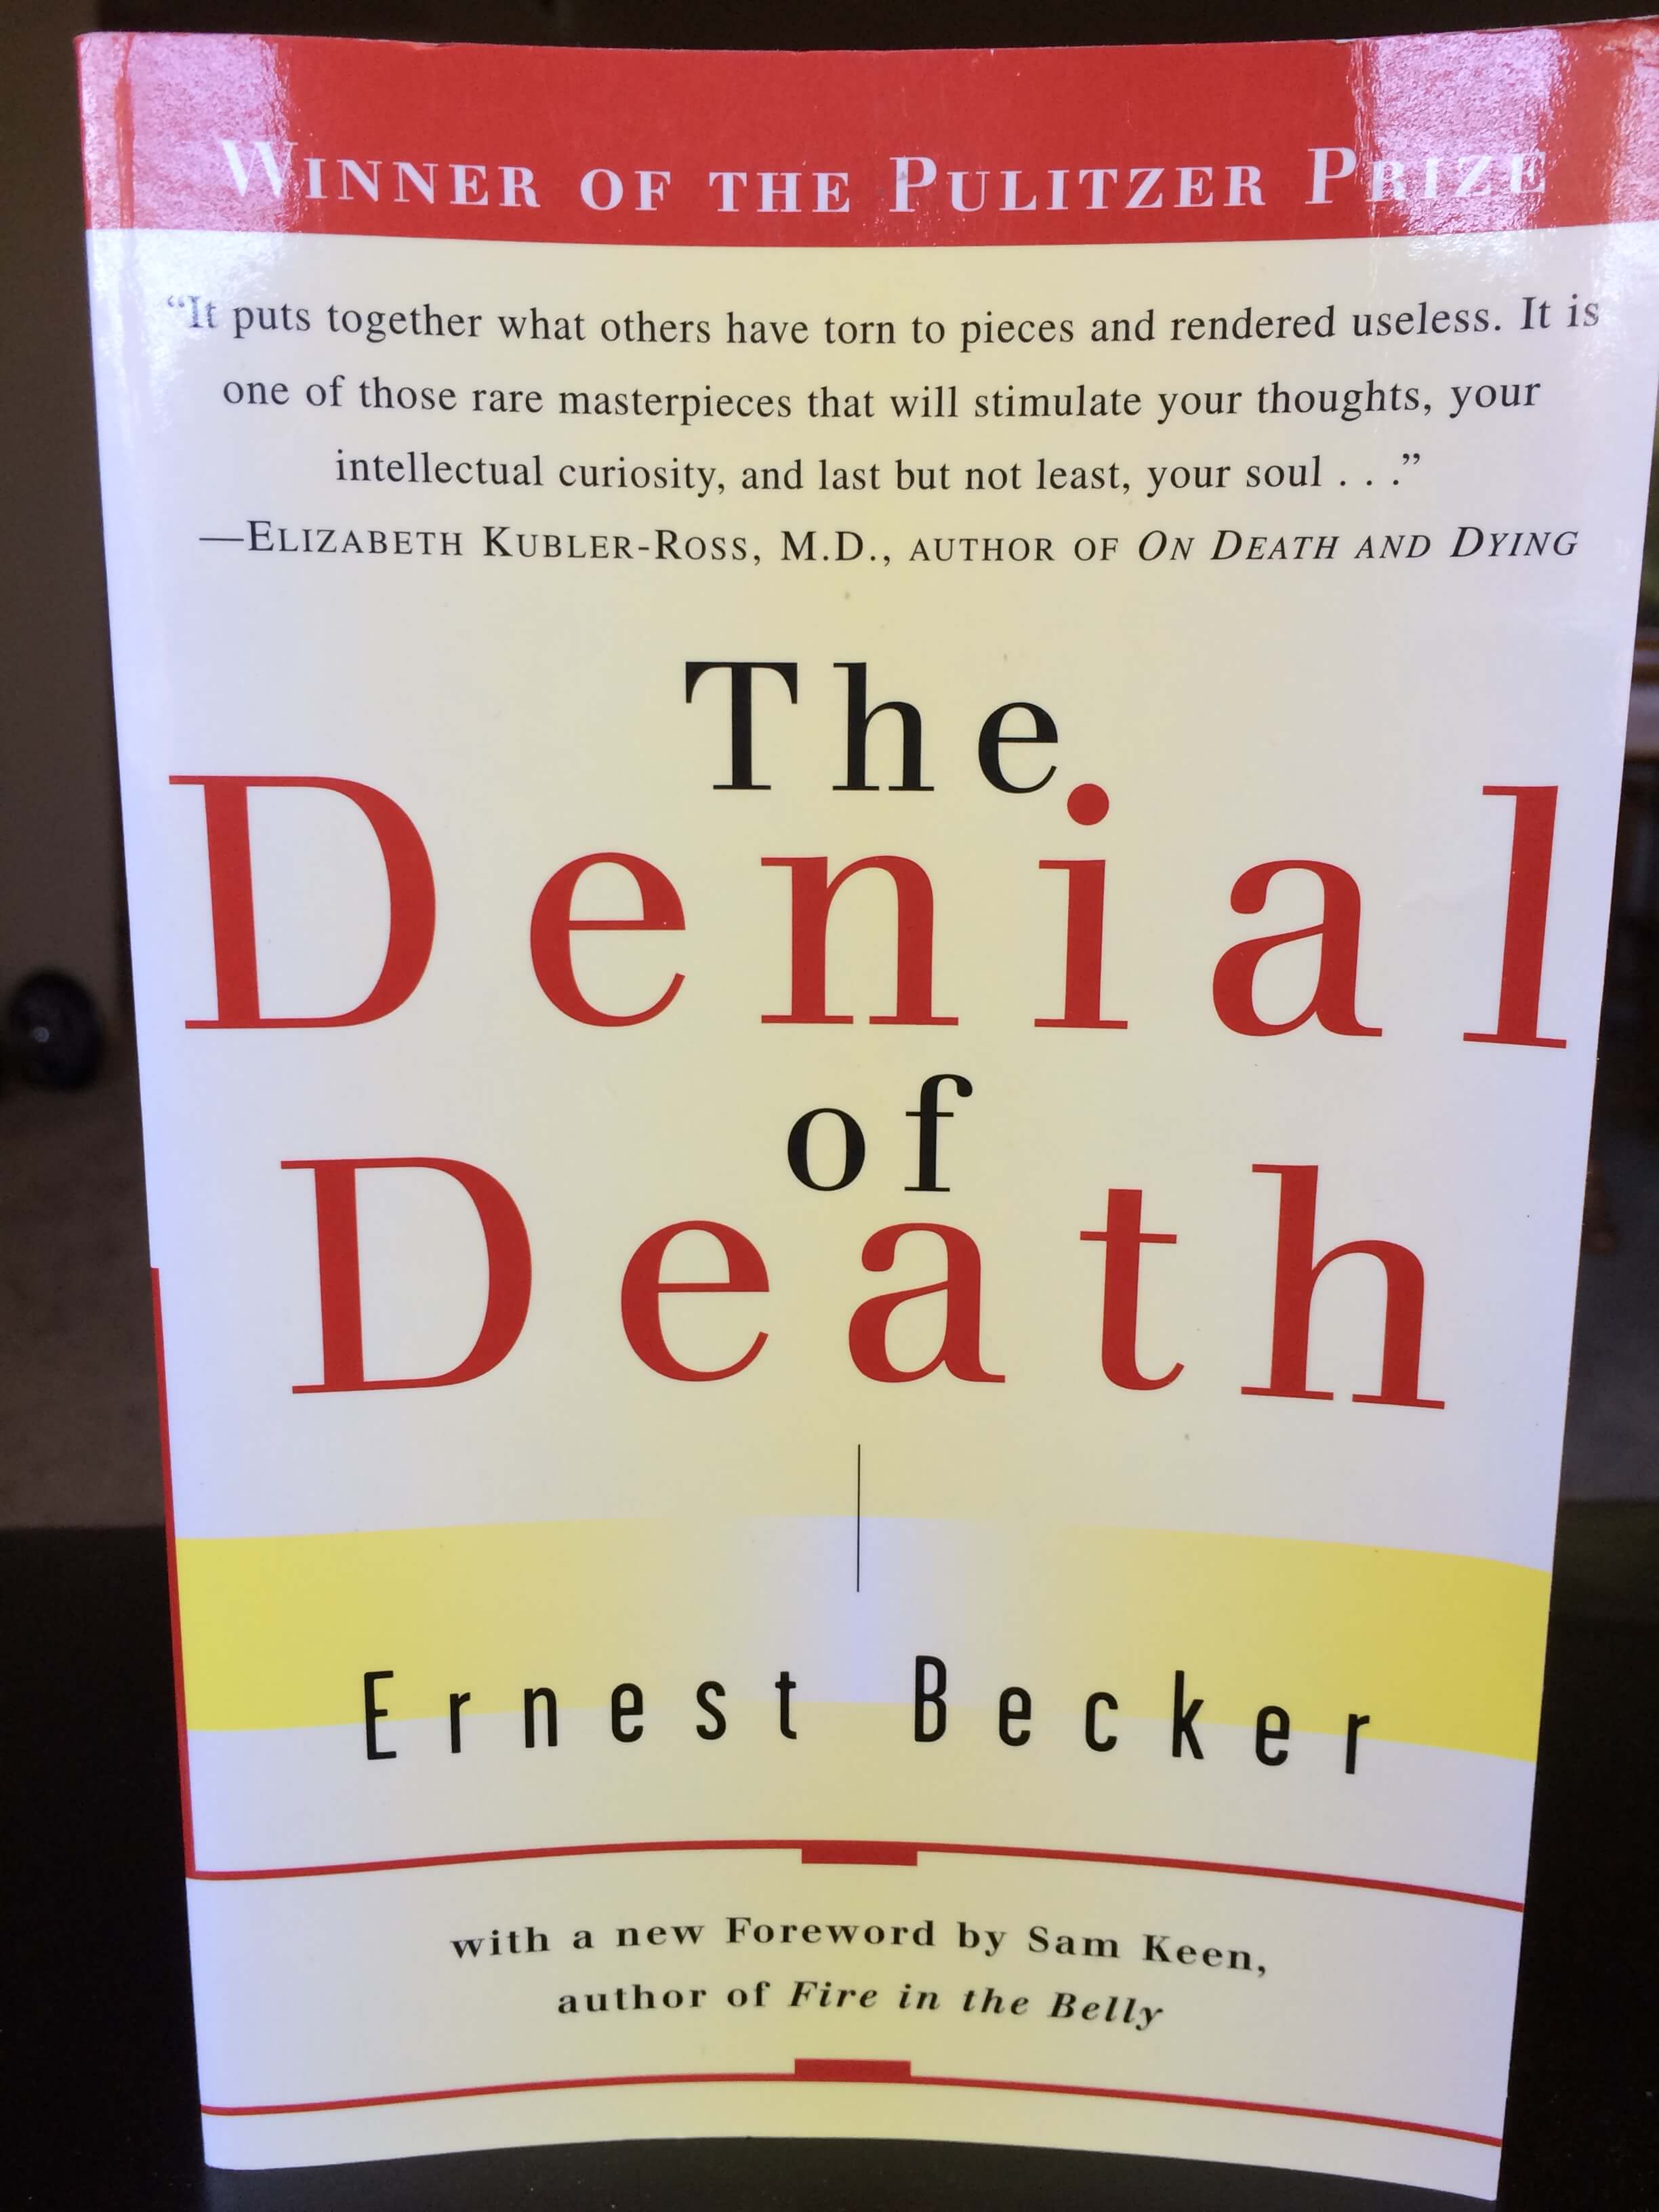 WINNER OF THE PULITZER PRIZE
“It puts together what others have torn to pieces and rendered useless. It is
one of those rare masterpieces that will stimulate your thoughts, your
intellectual curiosity, and last but not least, your soul . . .”
—ELIZABETH KUBLER-ROSS, M.D., AUTHOR OF ON DEATH AND DYING
The
Denial
of
Death
Ernest Becker
with a new Foreword by Sam Keen,
author of Fire in the Belly